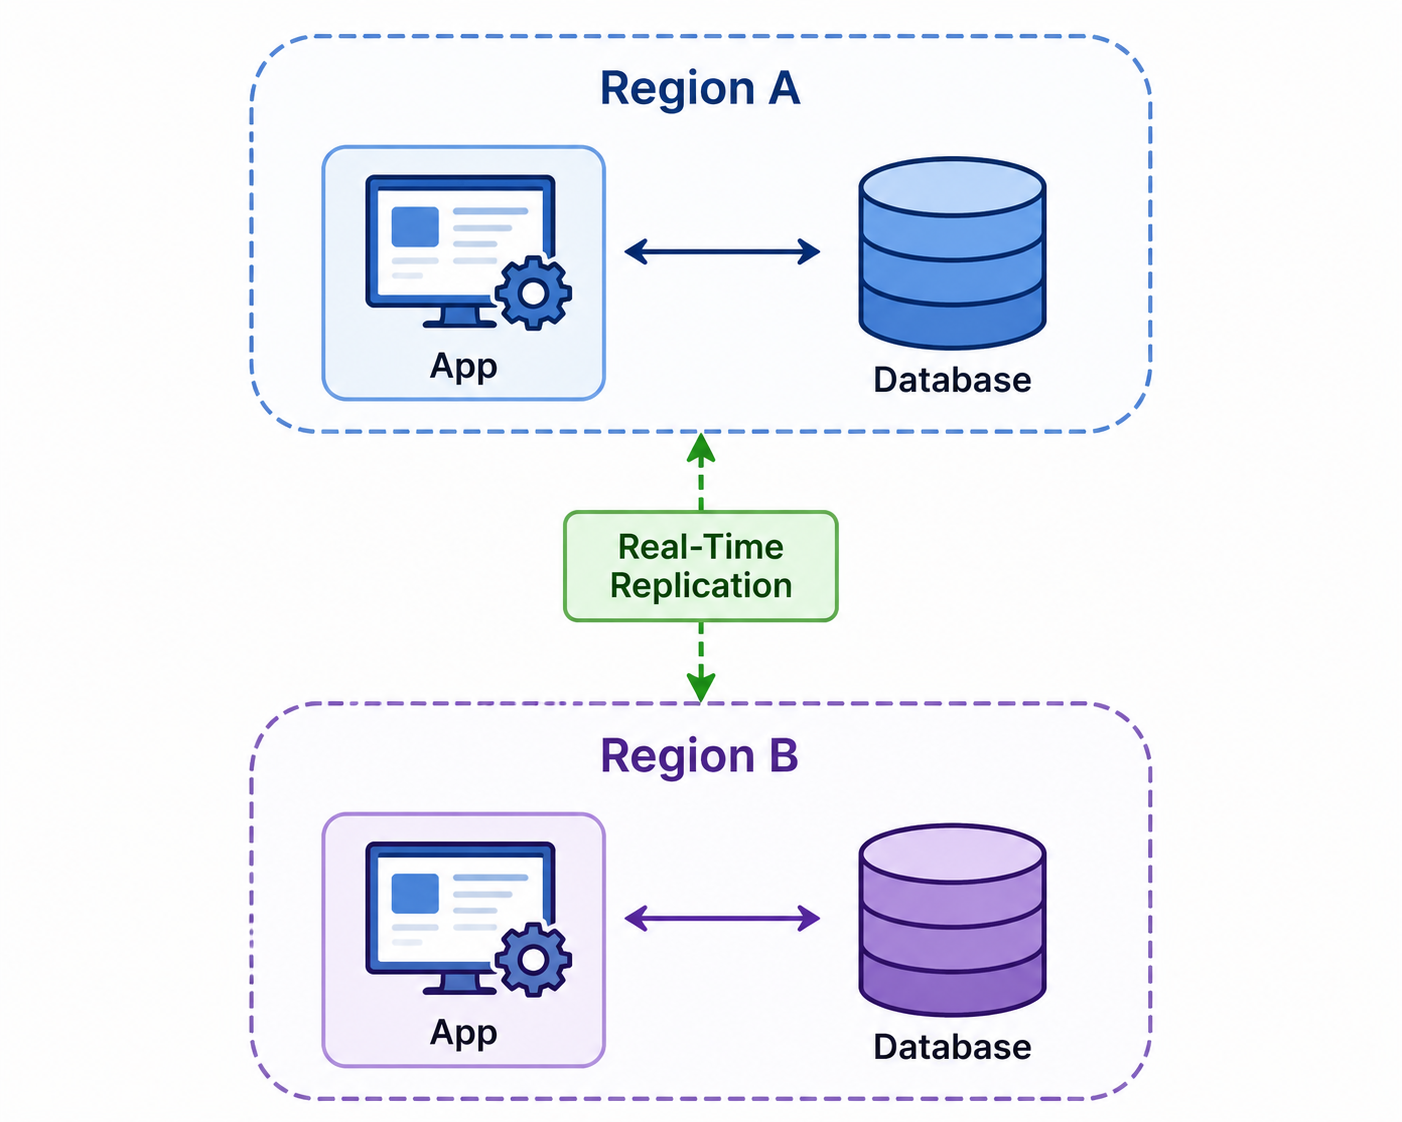 Region A
App
Database
Real-Time
Replication
Region B
App
Database